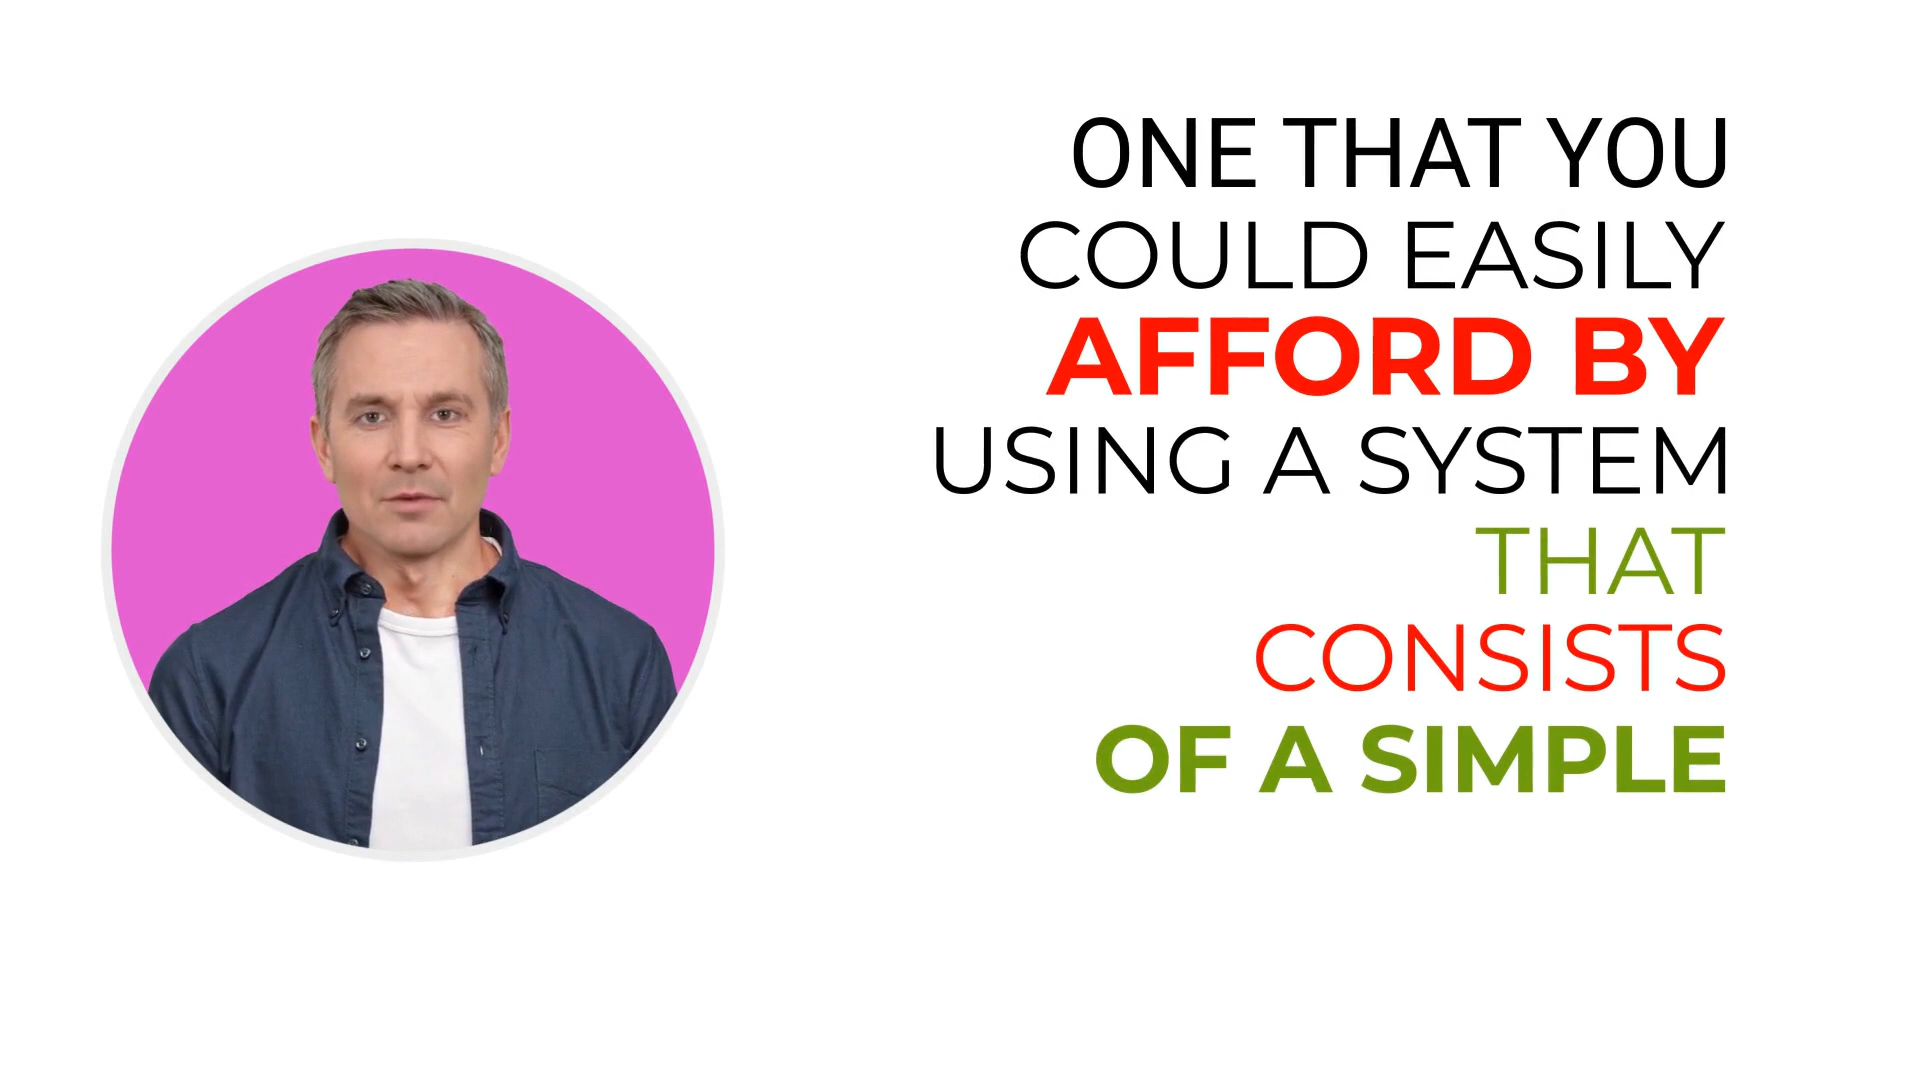 ONE THAT YOU
COULD EASILY
AFFORD BY
USING A SYSTEM
THAT
CONSISTS
OF A SIMPLE